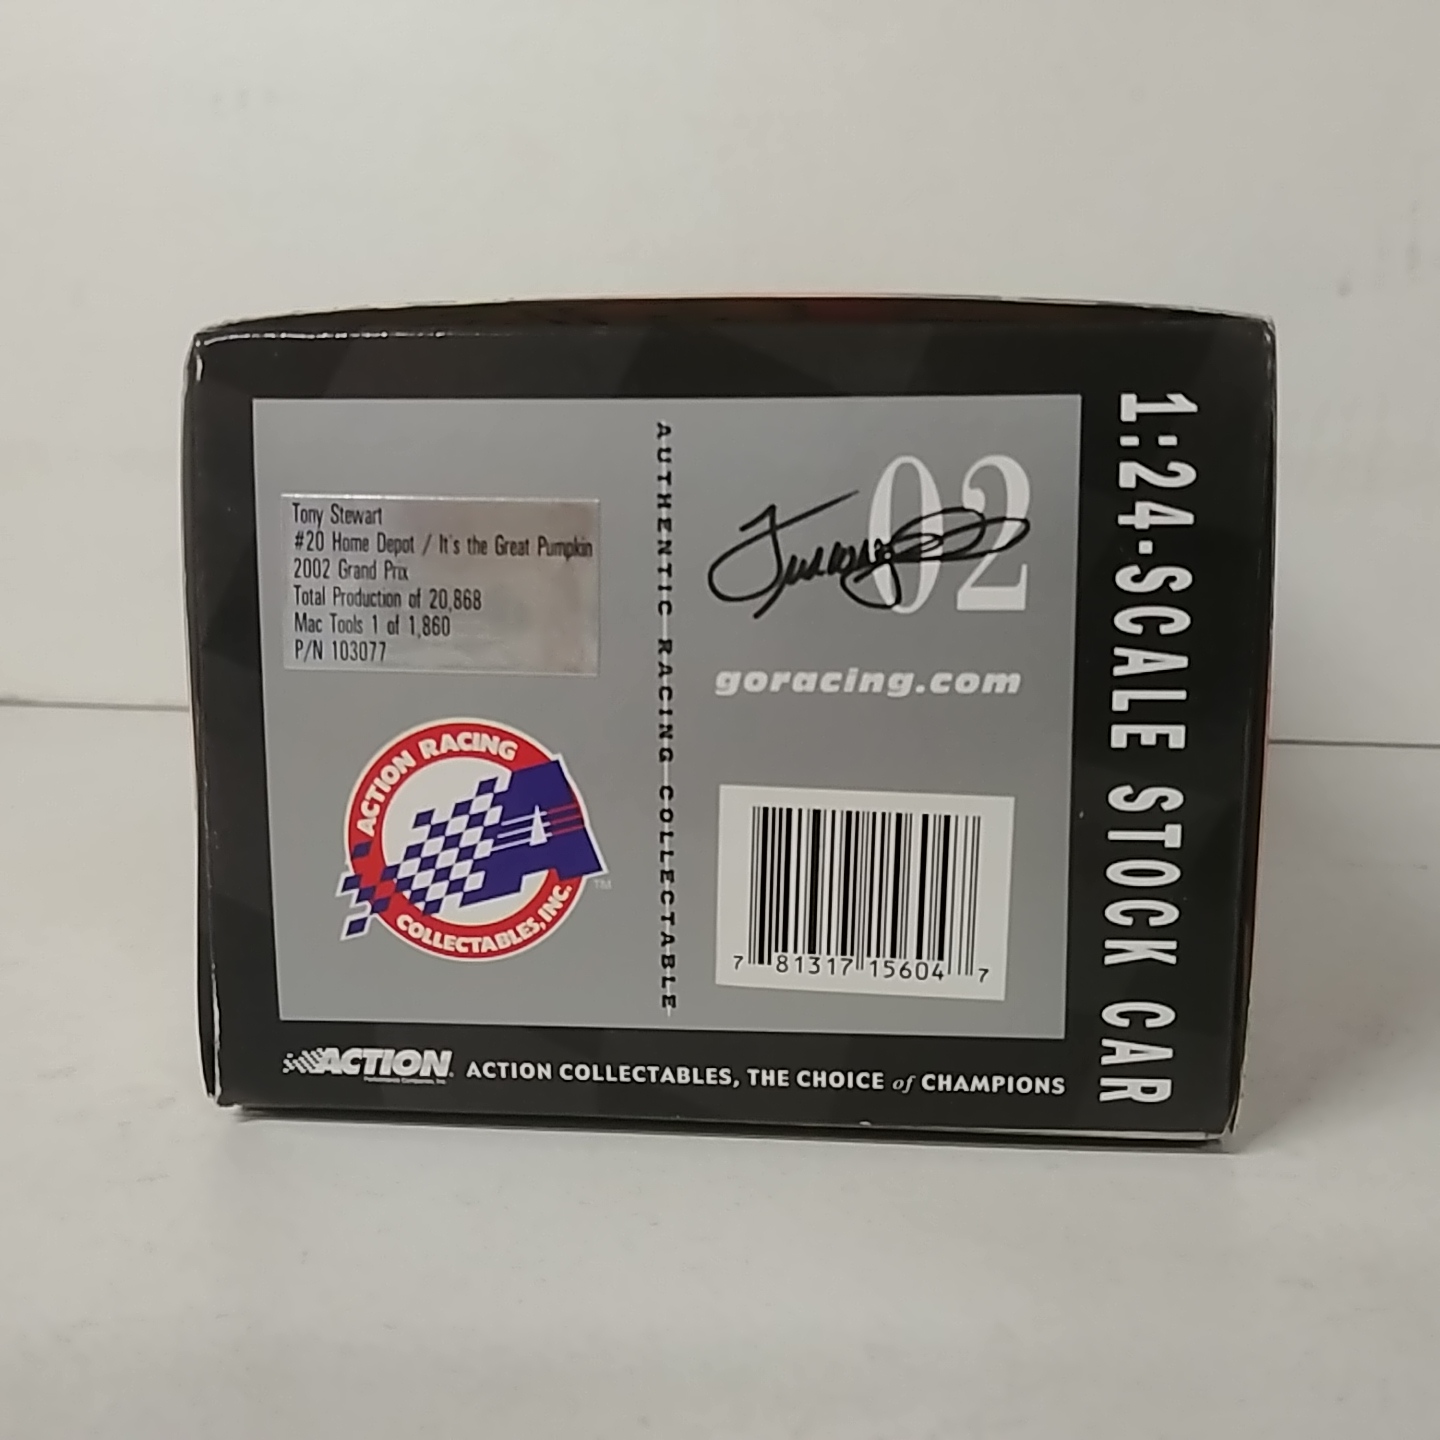 Tony Stewart
#20 Home Depot / It's the Great Pumpkin
2002 Grand Prix
Total Production of 20,868
Mac Tools 1 of 1,860
P/N 103077
ACTION RACING
COLLECTABLES, INC.
TM
AUTHENTIC RACING COLLECTABLE
02
goracing.com
7 81317 15604 7
1:24-SCALE STOCK CAR
ACTION
ACTION COLLECTABLES, THE CHOICE of CHAMPIONS